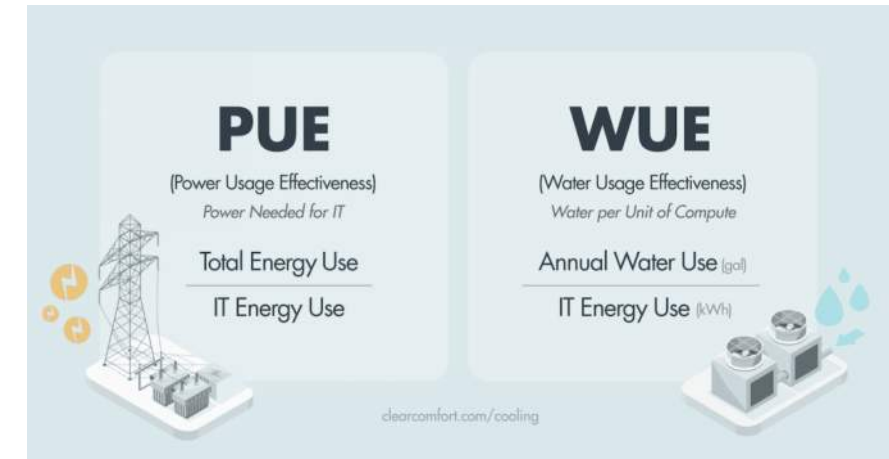 PUE
(Power Usage Effectiveness)
Power Needed for IT
Total Energy Use
IT Energy Use
WUE
(Water Usage Effectiveness)
Water per Unit of Compute
Annual Water Use (gal)
IT Energy Use (kWh)
clearcomfort.com/cooling